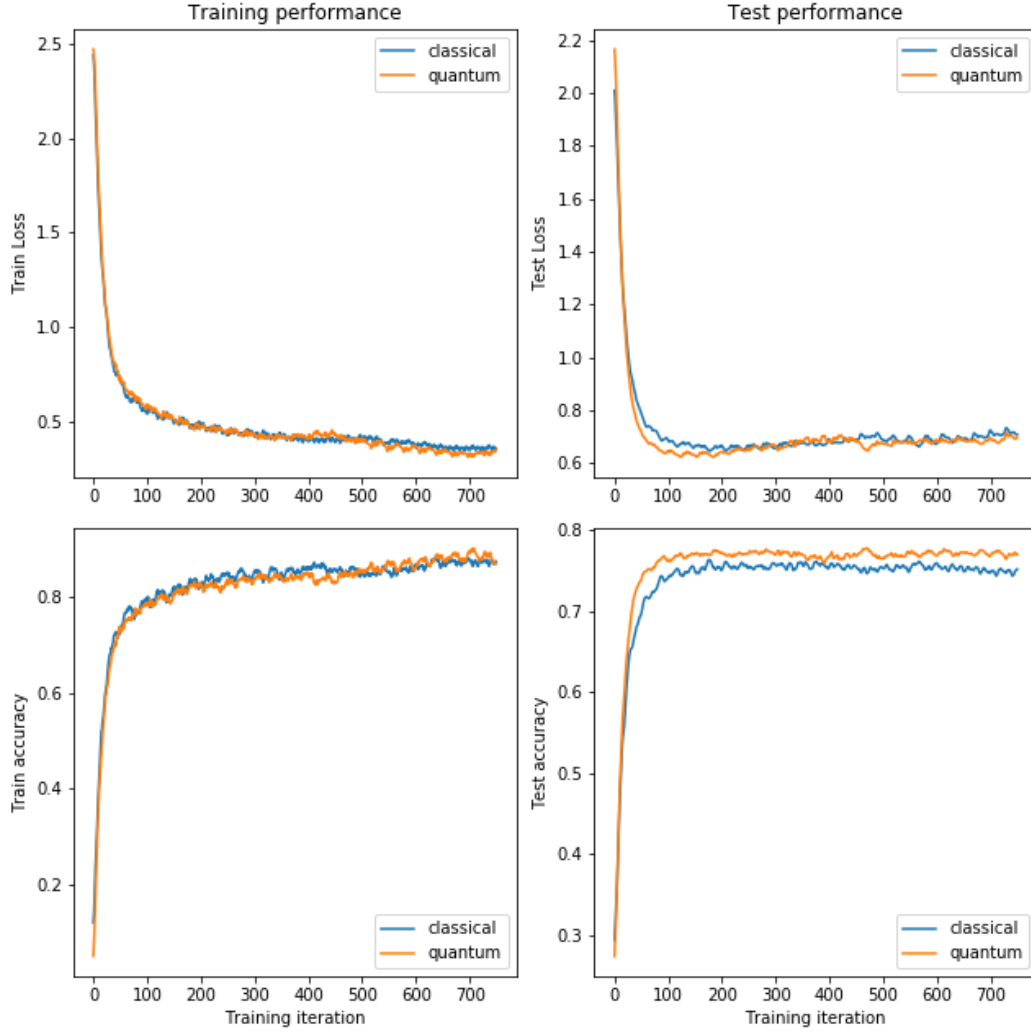 Training performance
Test performance
2.5
2.0
1.5
1.0
0.5
Train Loss
classical
quantum
0 100 200 300 400 500 600 700
2.2
2.0
1.8
1.6
1.4
1.2
1.0
0.8
0.6
Test Loss
classical
quantum
0 100 200 300 400 500 600 700
0.8
0.6
0.4
0.2
Train accuracy
classical
quantum
0 100 200 300 400 500 600 700
Training iteration
0.8
0.7
0.6
0.5
0.4
0.3
Test accuracy
classical
quantum
0 100 200 300 400 500 600 700
Training iteration